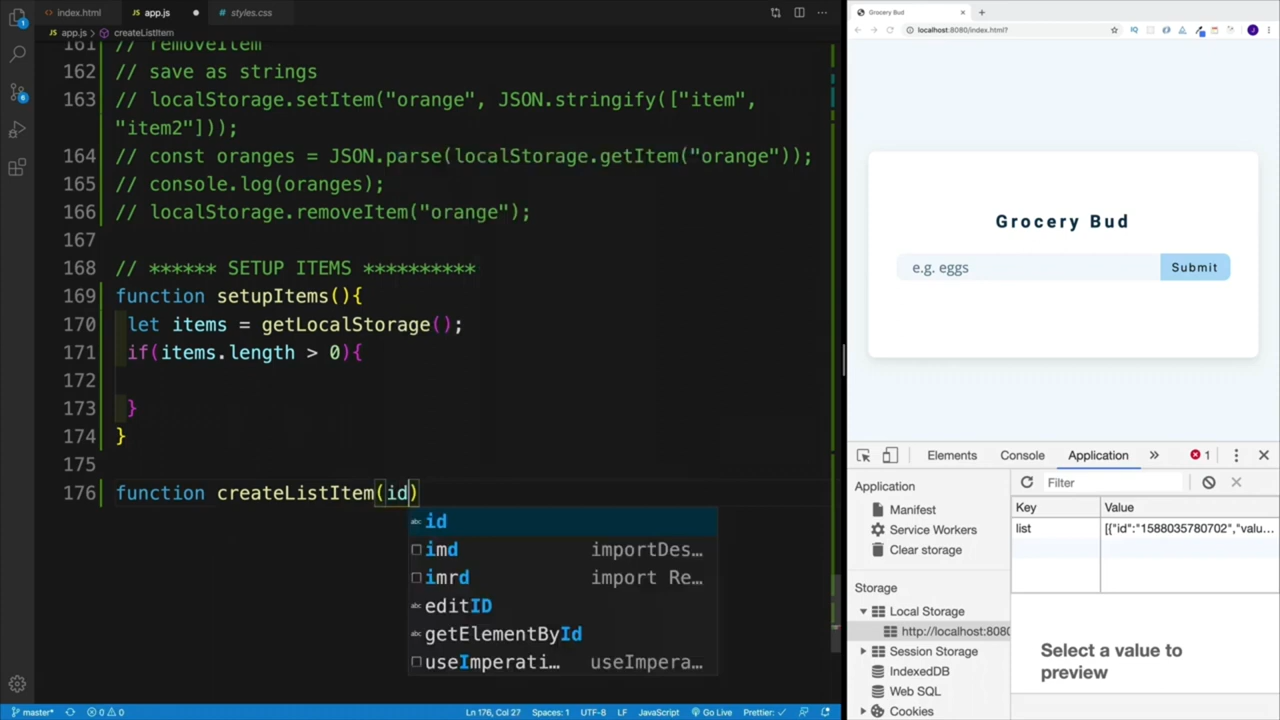 index.html
app.js
styles.css
app.js > createListItem
161 // removeItem
162 // save as strings
163 // localStorage.setItem("orange", JSON.stringify(["item",
"item2"]));
164 // const oranges = JSON.parse(localStorage.getItem("orange"));
165 // console.log(oranges);
166 // localStorage.removeItem("orange");
167
168 // ****** SETUP ITEMS **********
169 function setupItems(){
170 let items = getLocalStorage();
171 if(items.length > 0){
172
173 }
174 }
175
176 function createListItem(id)
id
imd importDes…
imrd import Re…
editID
getElementById
useImperati… useImpera…
master* 0 0 Ln 176, Col 27 Spaces: 1 UTF-8 LF JavaScript Go Live Prettier: ✓
1
6
Grocery Bud
localhost:8080/index.html?
J
Grocery Bud
e.g. eggs
Submit
Elements Console Application » 1
Application
Manifest
Service Workers
Clear storage
Storage
Local Storage
http://localhost:8080
Session Storage
IndexedDB
Web SQL
Cookies
Filter
Key Value
list [{"id":"1588035780702","valu…
Select a value to
preview